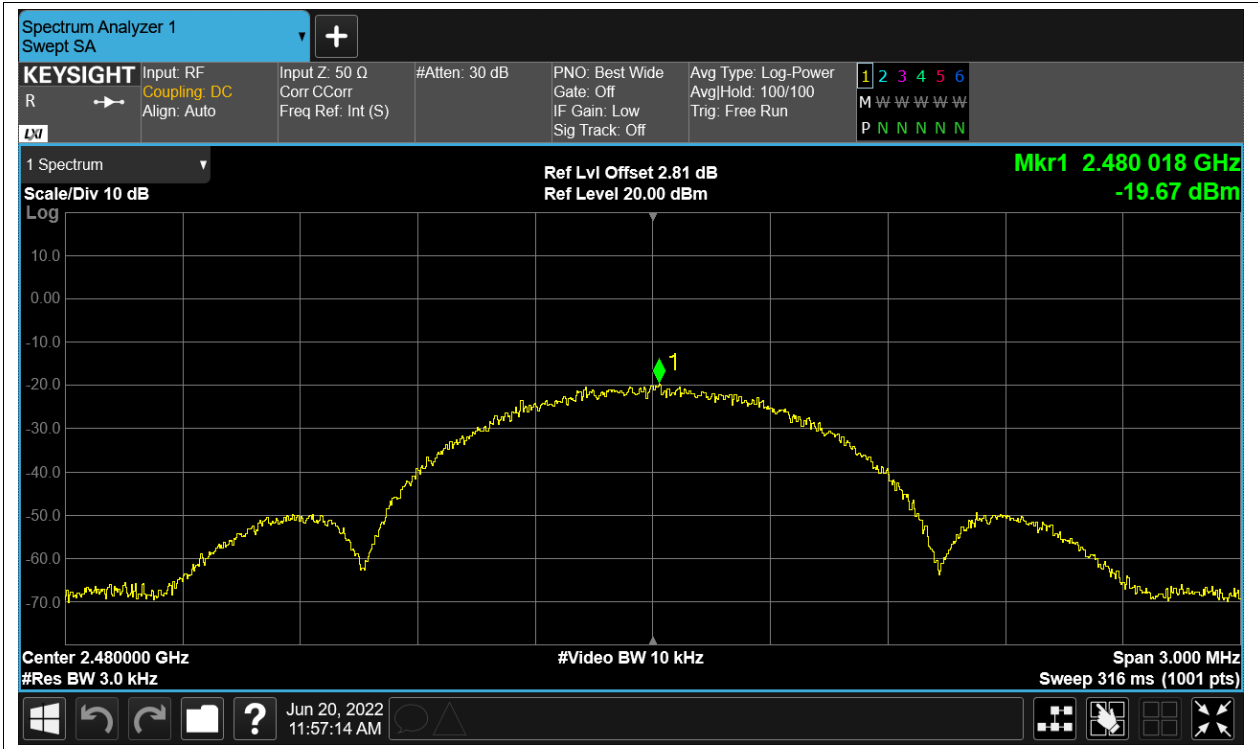 Spectrum Analyzer 1
Swept SA
KEYSIGHT
R
LXI
Input: RF
Coupling: DC
Align: Auto
Input Z: 50 Ω
Corr CCorr
Freq Ref: Int (S)
#Atten: 30 dB
PNO: Best Wide
Gate: Off
IF Gain: Low
Sig Track: Off
Avg Type: Log-Power
Avg|Hold: 100/100
Trig: Free Run
1 2 3 4 5 6
M W W W W W
P N N N N N
1 Spectrum
Scale/Div 10 dB
Ref Lvl Offset 2.81 dB
Ref Level 20.00 dBm
Mkr1 2.480 018 GHz
-19.67 dBm
Log
10.0
0.00
-10.0
1
-20.0
-30.0
-40.0
-50.0
-60.0
-70.0
Center 2.480000 GHz
#Video BW 10 kHz
Span 3.000 MHz
#Res BW 3.0 kHz
Sweep 316 ms (1001 pts)
?
Jun 20, 2022
11:57:14 AM